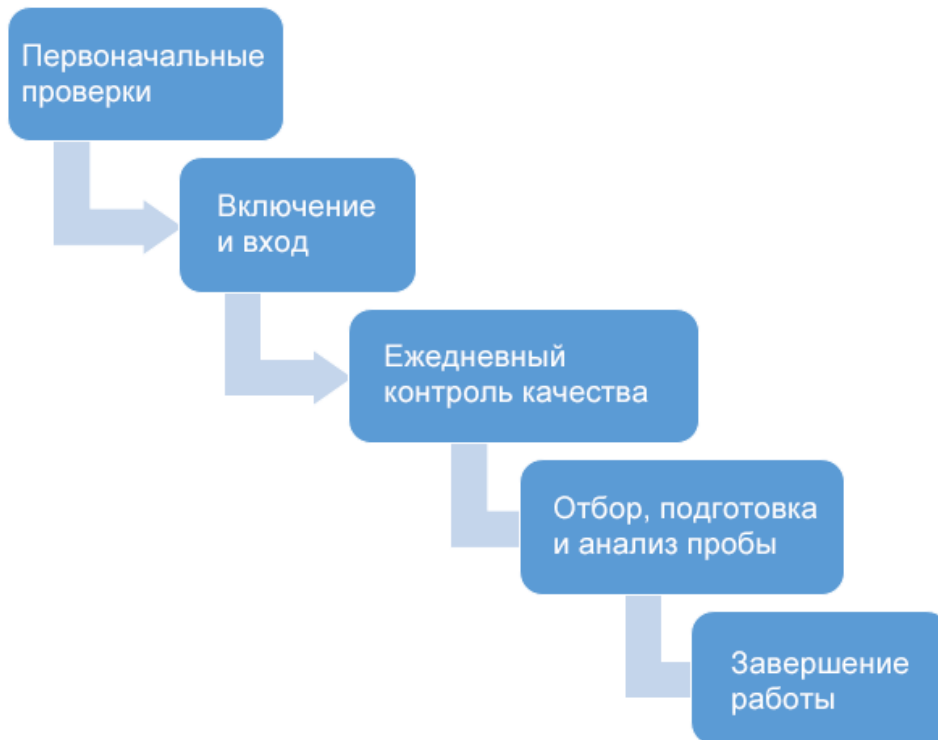 Первоначальные
проверки
Включение
и вход
Ежедневный
контроль качества
Отбор, подготовка
и анализ пробы
Завершение
работы